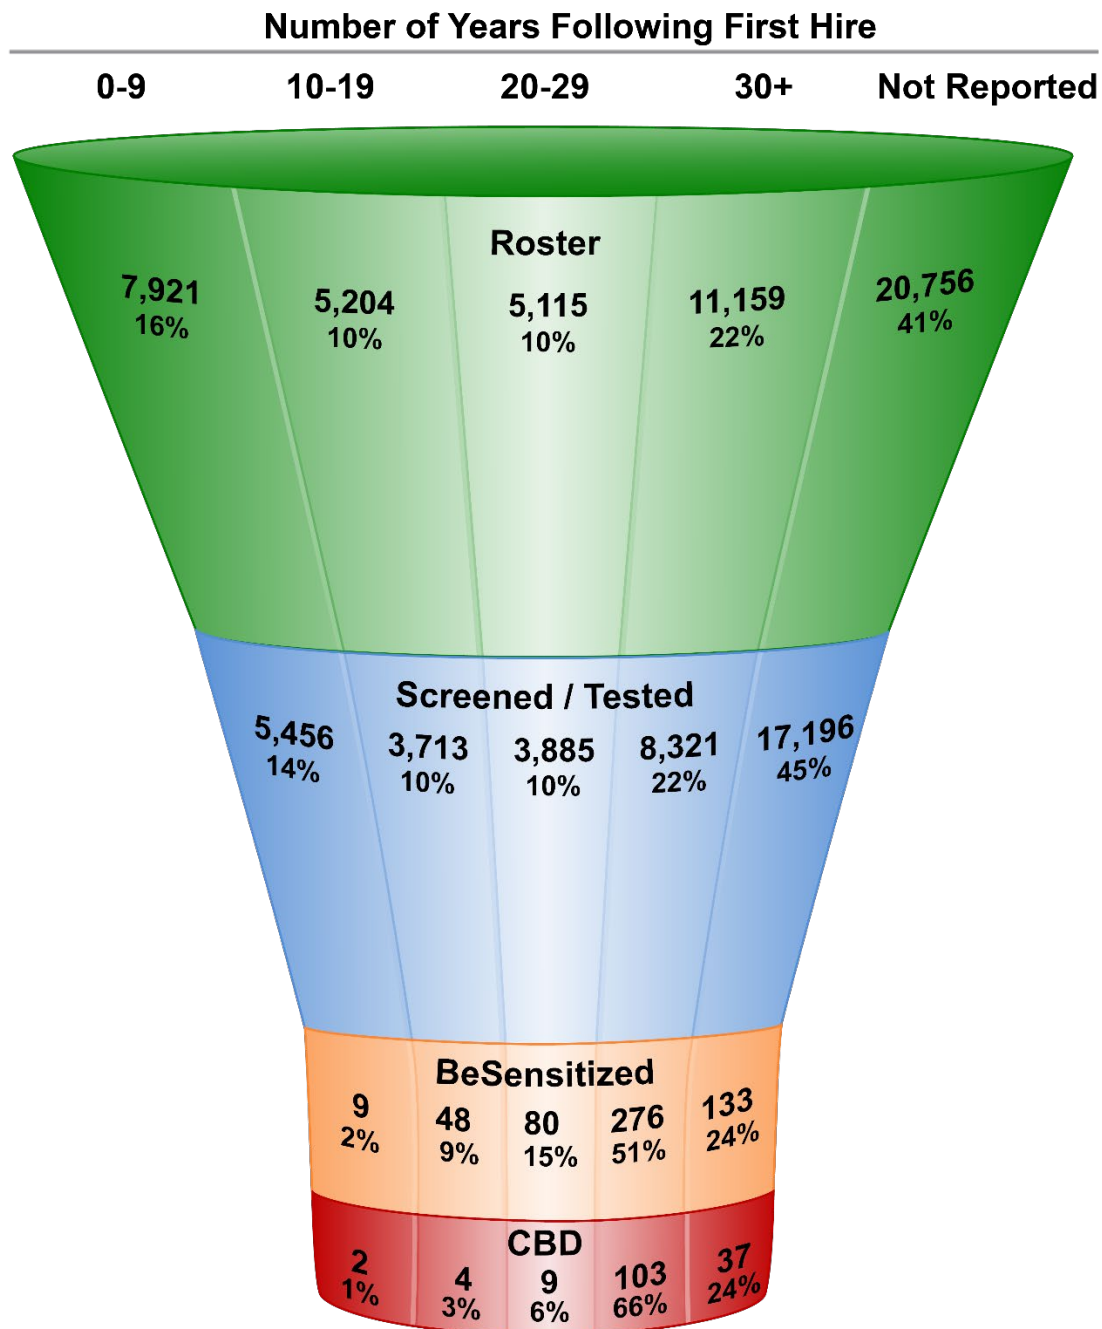 Number of Years Following First Hire
0-9 10-19 20-29 30+ Not Reported
Roster
7,921 5,204 5,115 11,159 20,756
16% 10% 10% 22% 41%
Screened / Tested
5,456 3,713 3,885 8,321 17,196
14% 10% 10% 22% 45%
BeSensitized
9 48 80 276 133
2% 9% 15% 51% 24%
CBD
2 4 9 103 37
1% 3% 6% 66% 24%